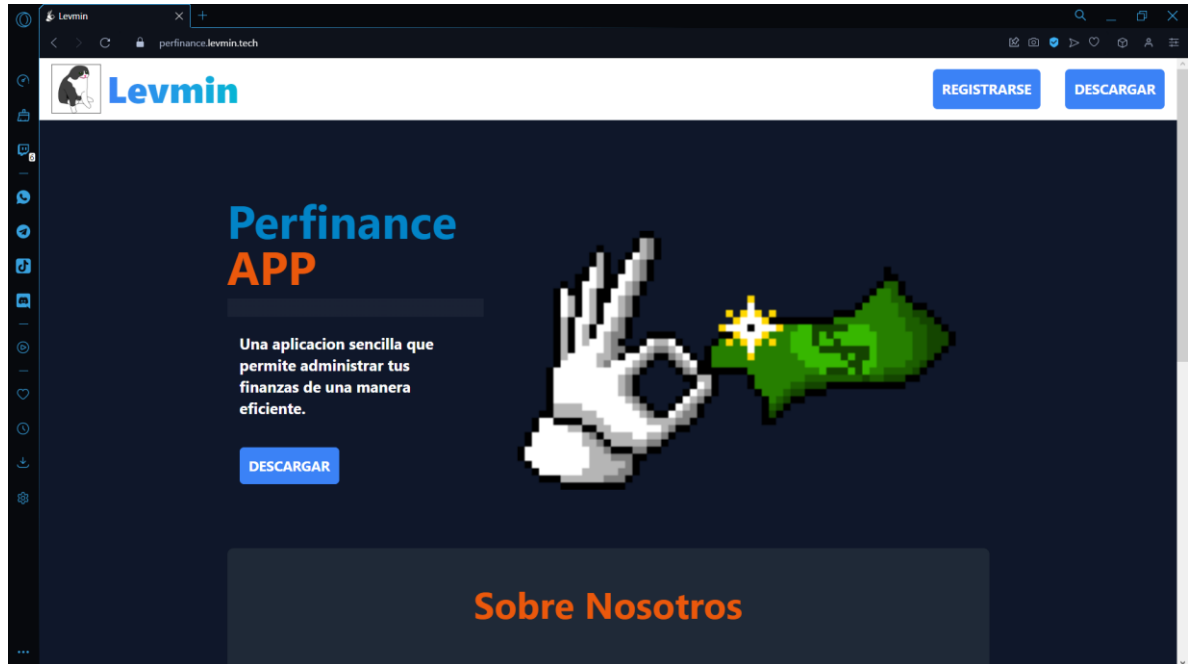 Levmin
perfinance.levmin.tech
Levmin
REGISTRARSE
DESCARGAR
Perfinance
APP
Una aplicacion sencilla que
permite administrar tus
finanzas de una manera
eficiente.
DESCARGAR
Sobre Nosotros